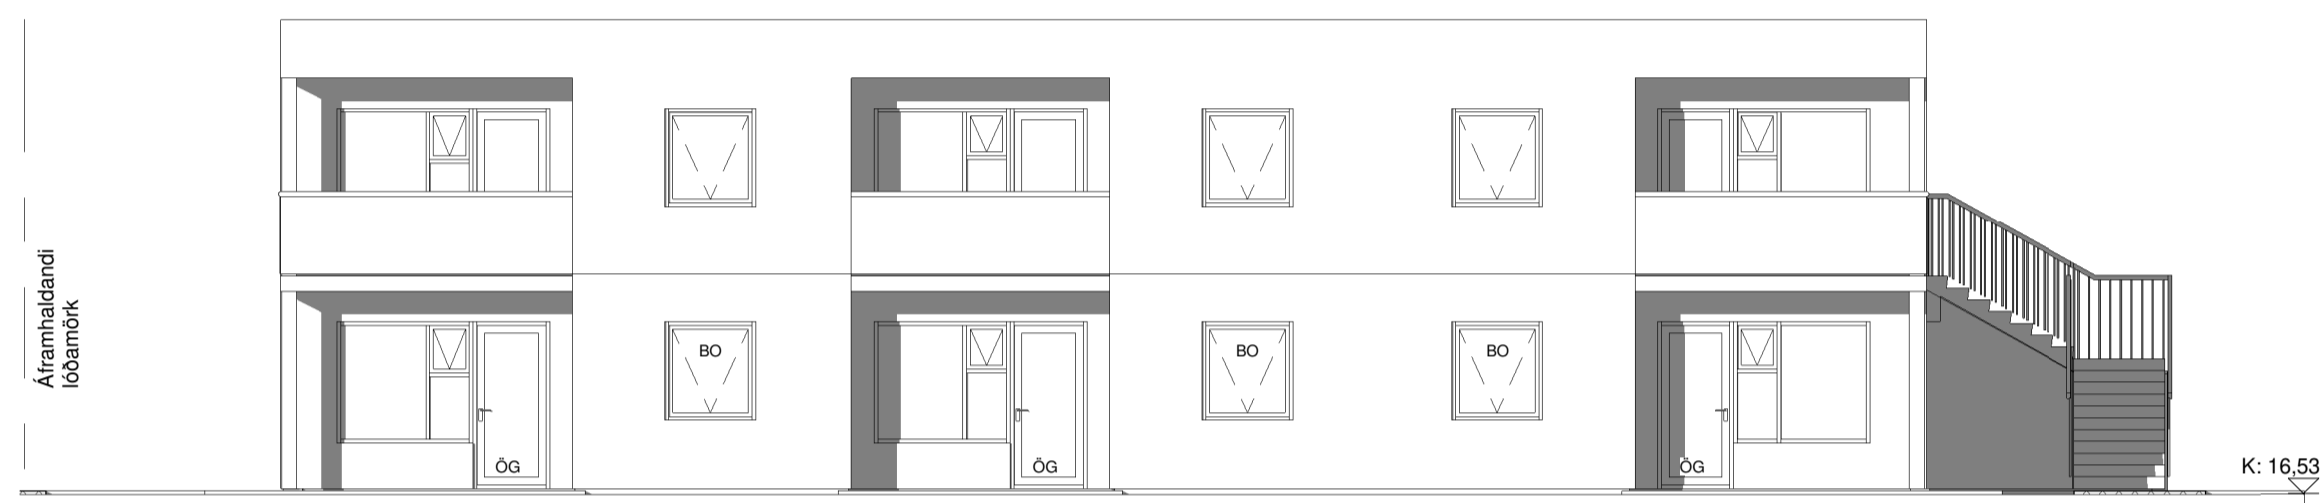 Áframhaldandi
lóðamörk
BO
BO
BO
ÖG
ÖG
ÖG
K: 16,53